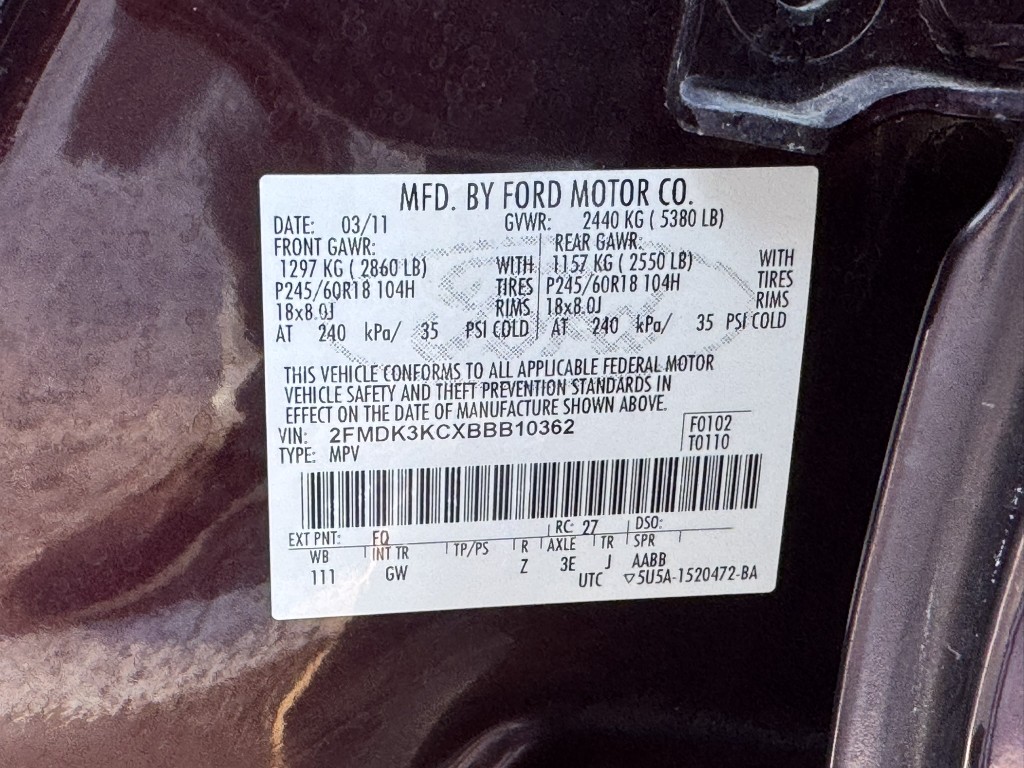 MFD. BY FORD MOTOR CO.
DATE: 03/11 GVWR: 2440 KG ( 5380 LB)
FRONT GAWR: REAR GAWR:
1297 KG ( 2860 LB) WITH 1157 KG ( 2550 LB) WITH
P245/60R18 104H TIRES P245/60R18 104H TIRES
18x8.0J RIMS 18x8.0J RIMS
AT 240 kPa/ 35 PSI COLD AT 240 kPa/ 35 PSI COLD
THIS VEHICLE CONFORMS TO ALL APPLICABLE FEDERAL MOTOR
VEHICLE SAFETY AND THEFT PREVENTION STANDARDS IN
EFFECT ON THE DATE OF MANUFACTURE SHOWN ABOVE.
VIN: 2FMDK3KCXBBB10362 F0102
TYPE: MPV T0110
EXT PNT: FQ RC: 27 DSO:
WB INT TR TP/PS R AXLE TR SPR
111 GW Z 3E J AABB
UTC ▽5U5A-1520472-BA